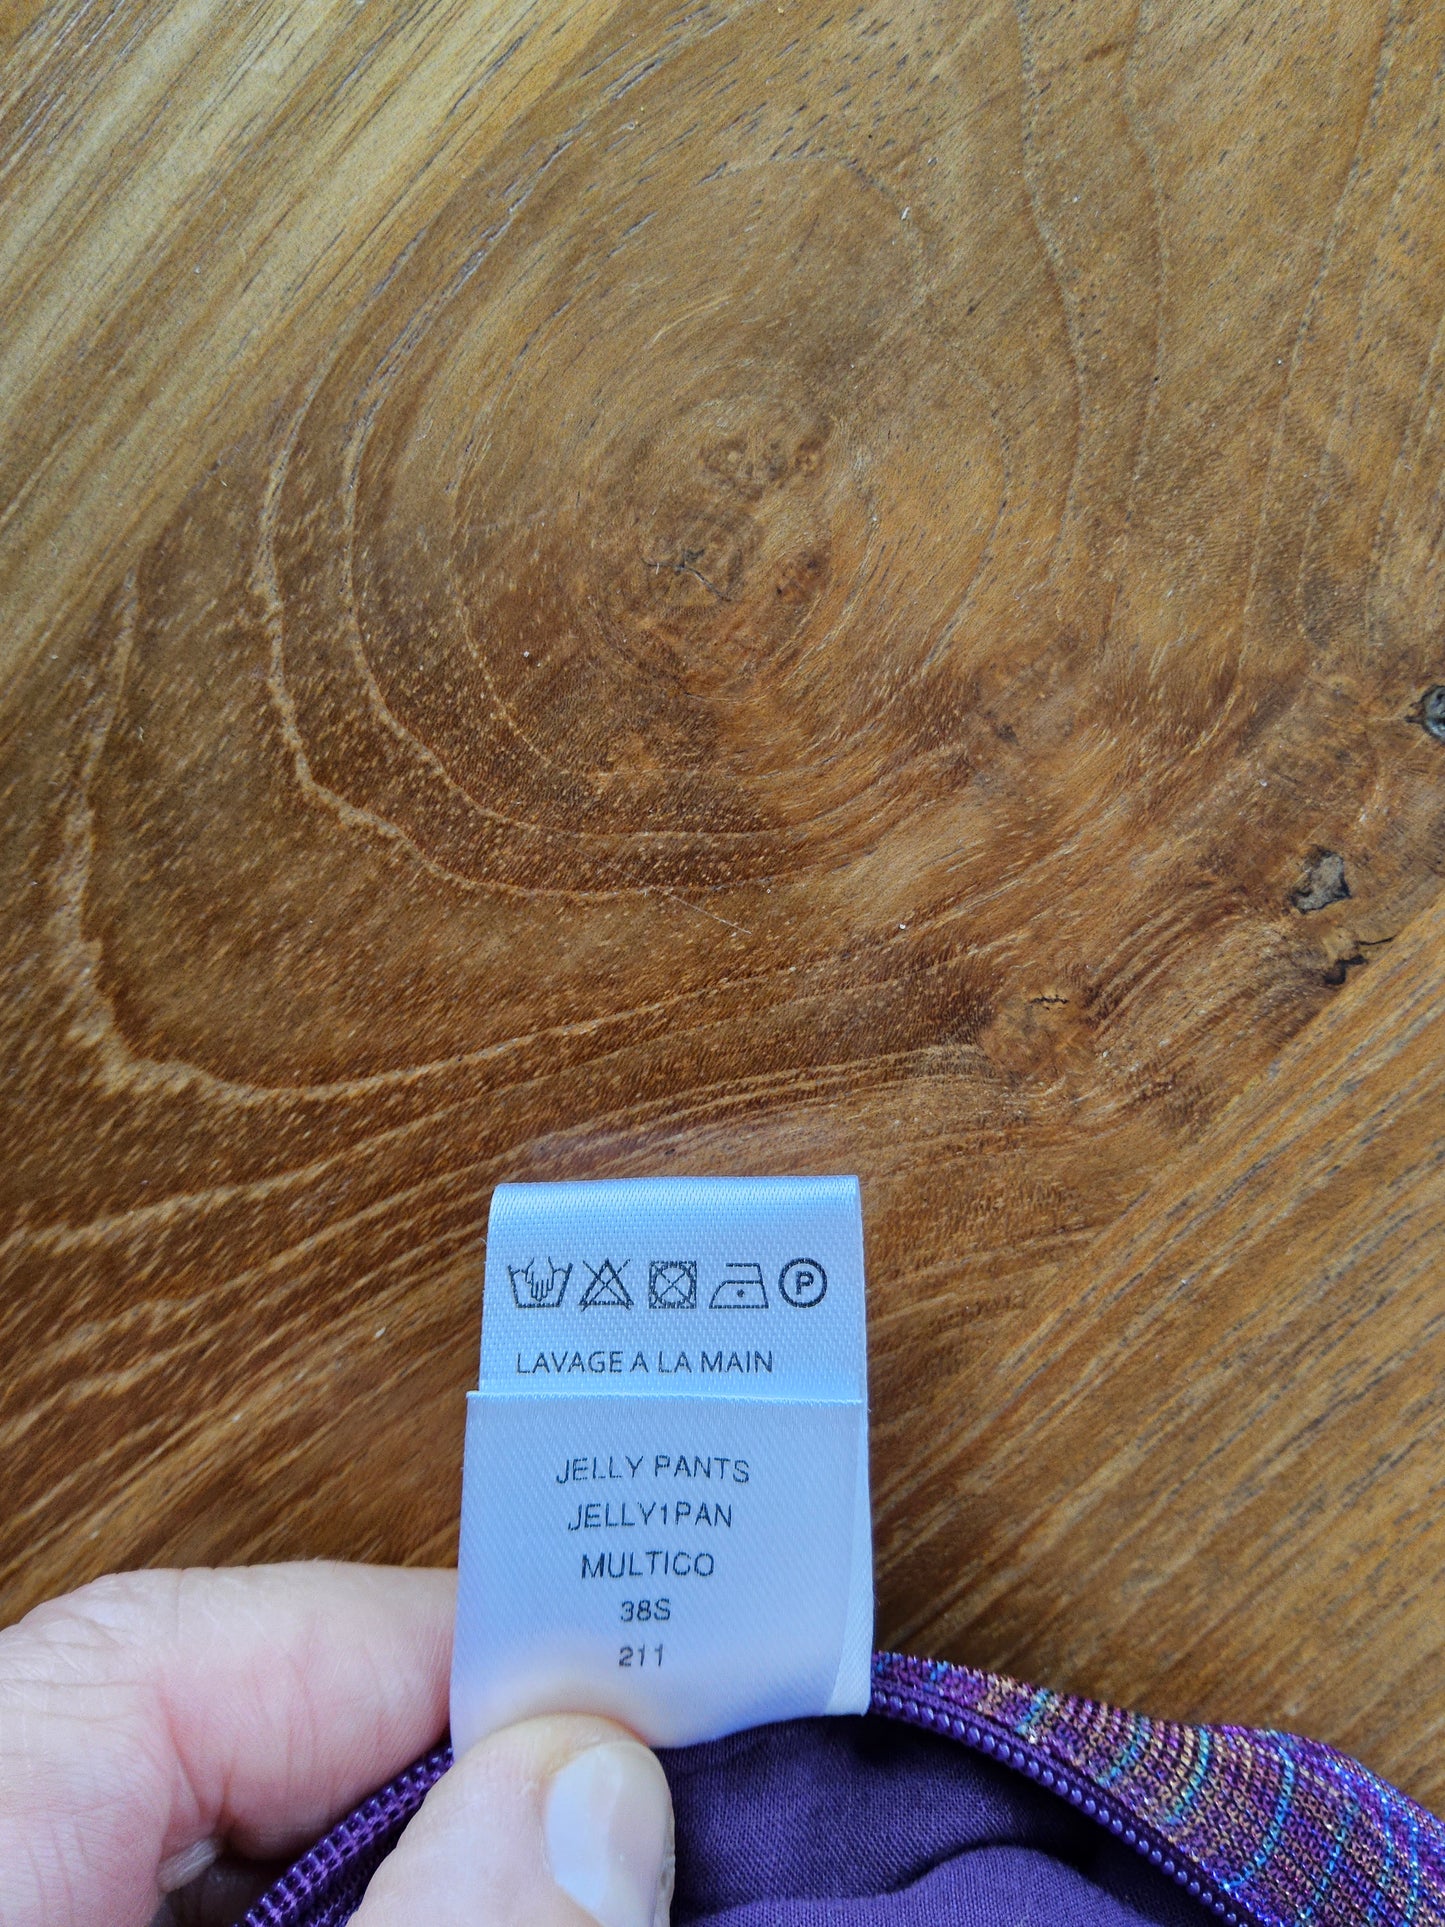 P
LAVAGE A LA MAIN
JELLY PANTS
JELLY1PAN
MULTICO
38S
211